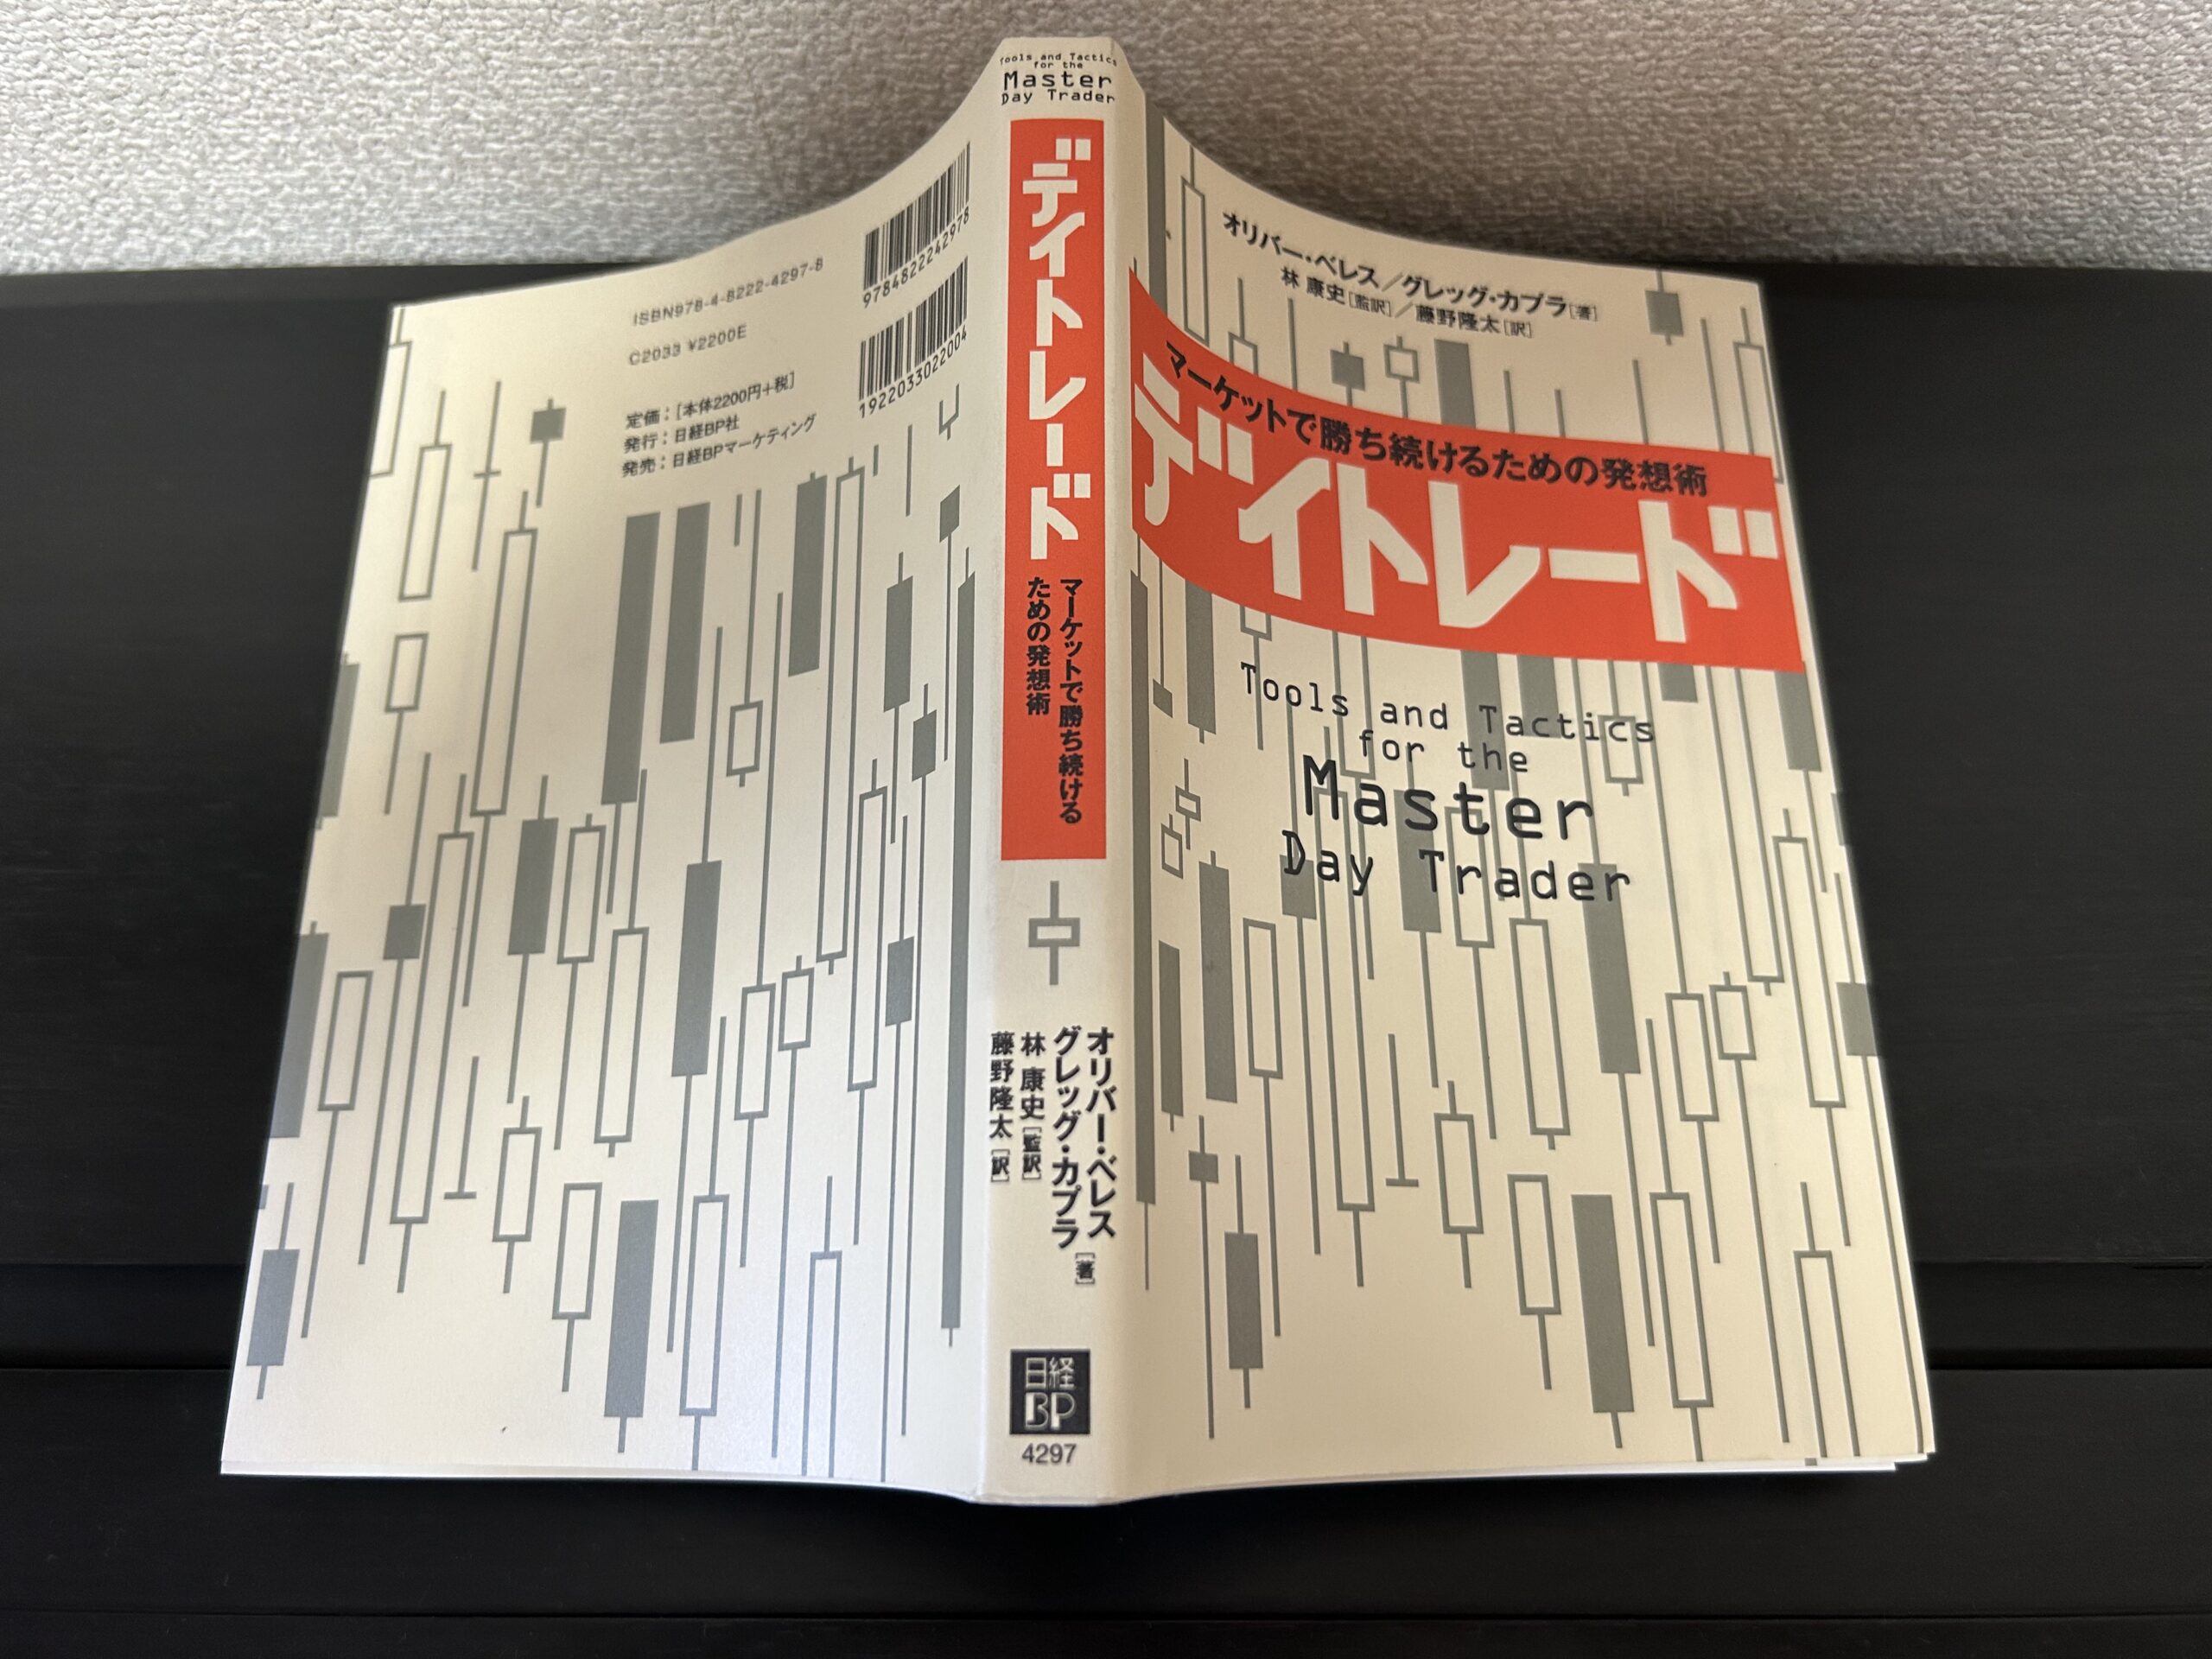 ISBN978-4-8222-4297-8
C2033 ¥2200E
定価：[本体2200円+税]
発行：日経BP社
発売：日経BPマーケティング
9784822242978
1922033022004
Tools and Tactics
for the
Master
Day Trader
デイトレード
マーケットで勝ち続ける
ための発想術
オリバー・ベレス
グレッグ・カプラ[著]
林 康史[監訳]
藤野隆太[訳]
日経
BP
4297
オリバー・ベレス／グレッグ・カプラ[著]
林 康史[監訳]／藤野隆太[訳]
マーケットで勝ち続けるための発想術
デイトレード
Tools and Tactics
for the
Master
Day Trader